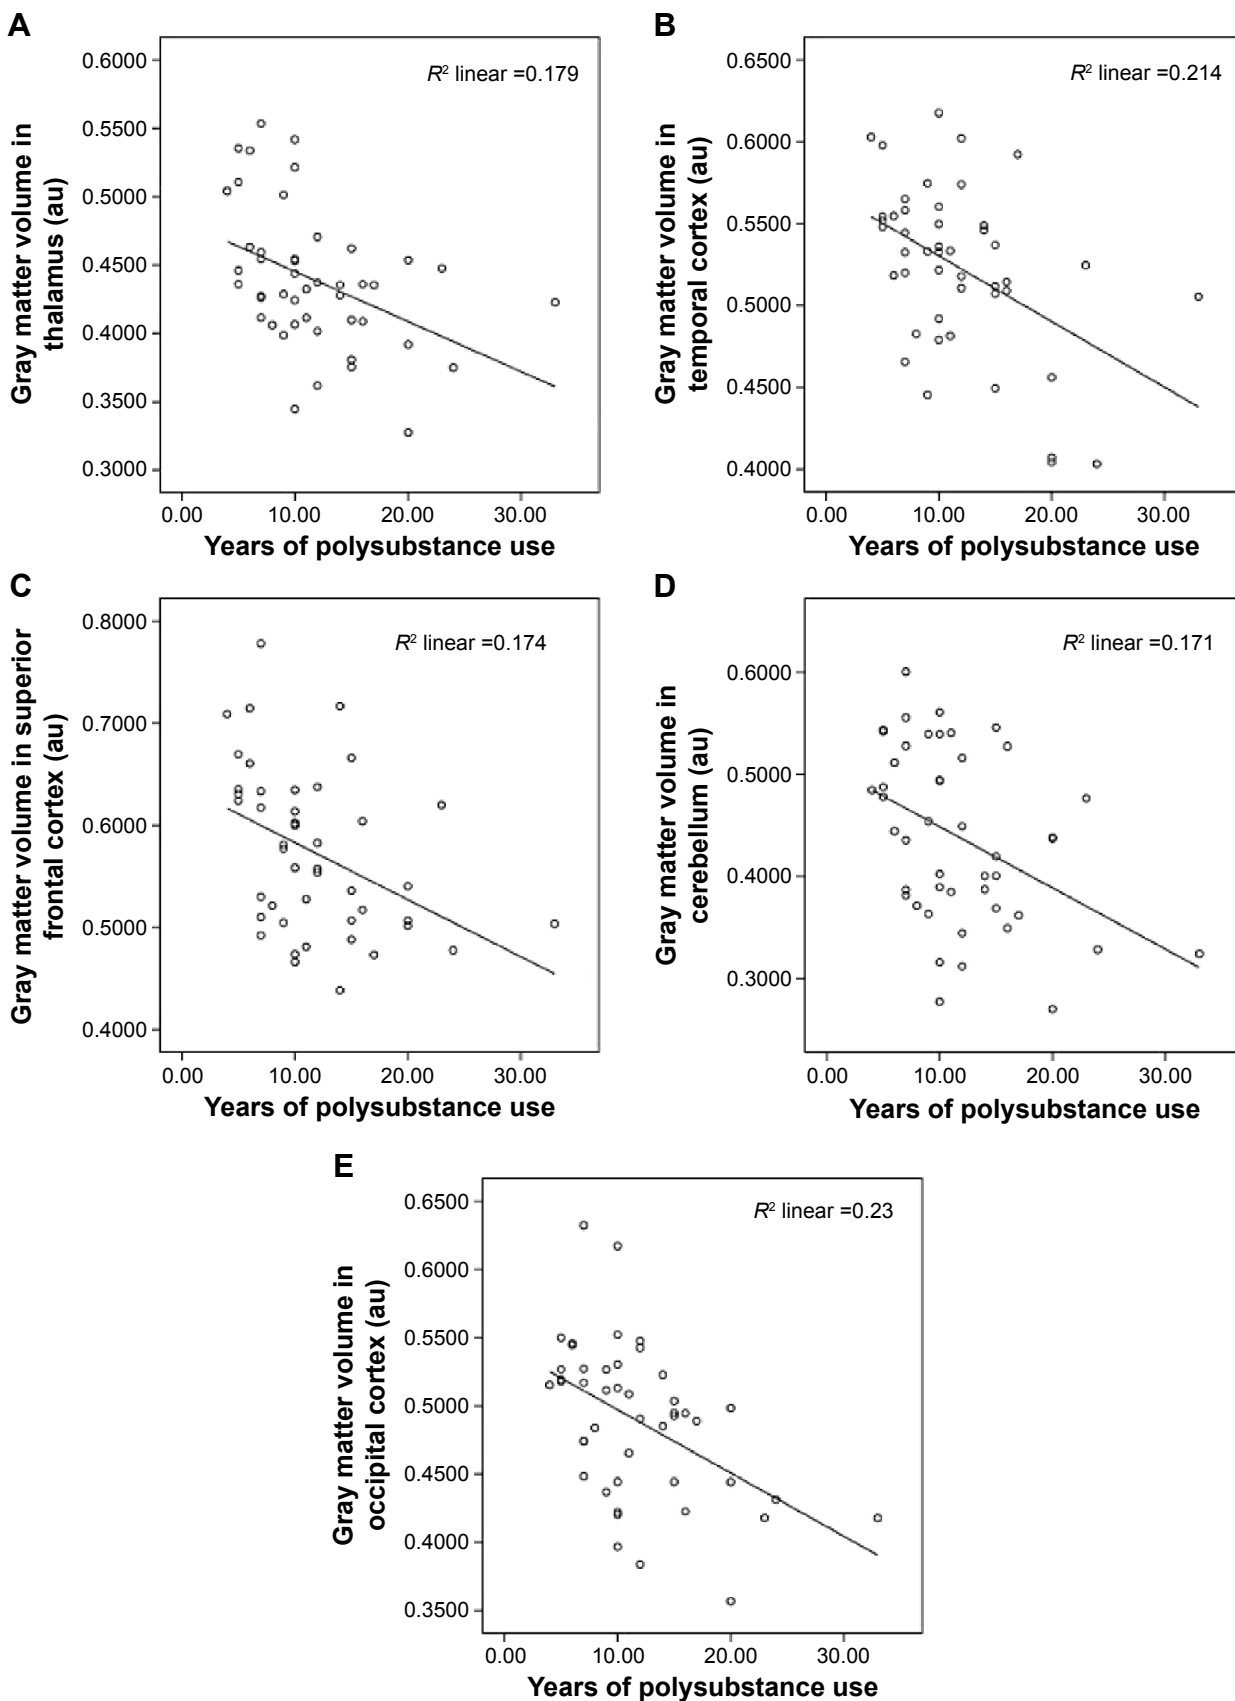 A
Gray matter volume in
thalamus (au)
0.6000
0.5500
0.5000
0.4500
0.4000
0.3500
0.3000
R² linear =0.179
0.00 10.00 20.00 30.00
Years of polysubstance use
B
Gray matter volume in
temporal cortex (au)
0.6500
0.6000
0.5500
0.5000
0.4500
0.4000
R² linear =0.214
0.00 10.00 20.00 30.00
Years of polysubstance use
C
Gray matter volume in superior
frontal cortex (au)
0.8000
0.7000
0.6000
0.5000
0.4000
R² linear =0.174
0.00 10.00 20.00 30.00
Years of polysubstance use
D
Gray matter volume in
cerebellum (au)
0.6000
0.5000
0.4000
0.3000
R² linear =0.171
0.00 10.00 20.00 30.00
Years of polysubstance use
E
Gray matter volume in
occipital cortex (au)
0.6500
0.6000
0.5500
0.5000
0.4500
0.4000
0.3500
R² linear =0.23
0.00 10.00 20.00 30.00
Years of polysubstance use